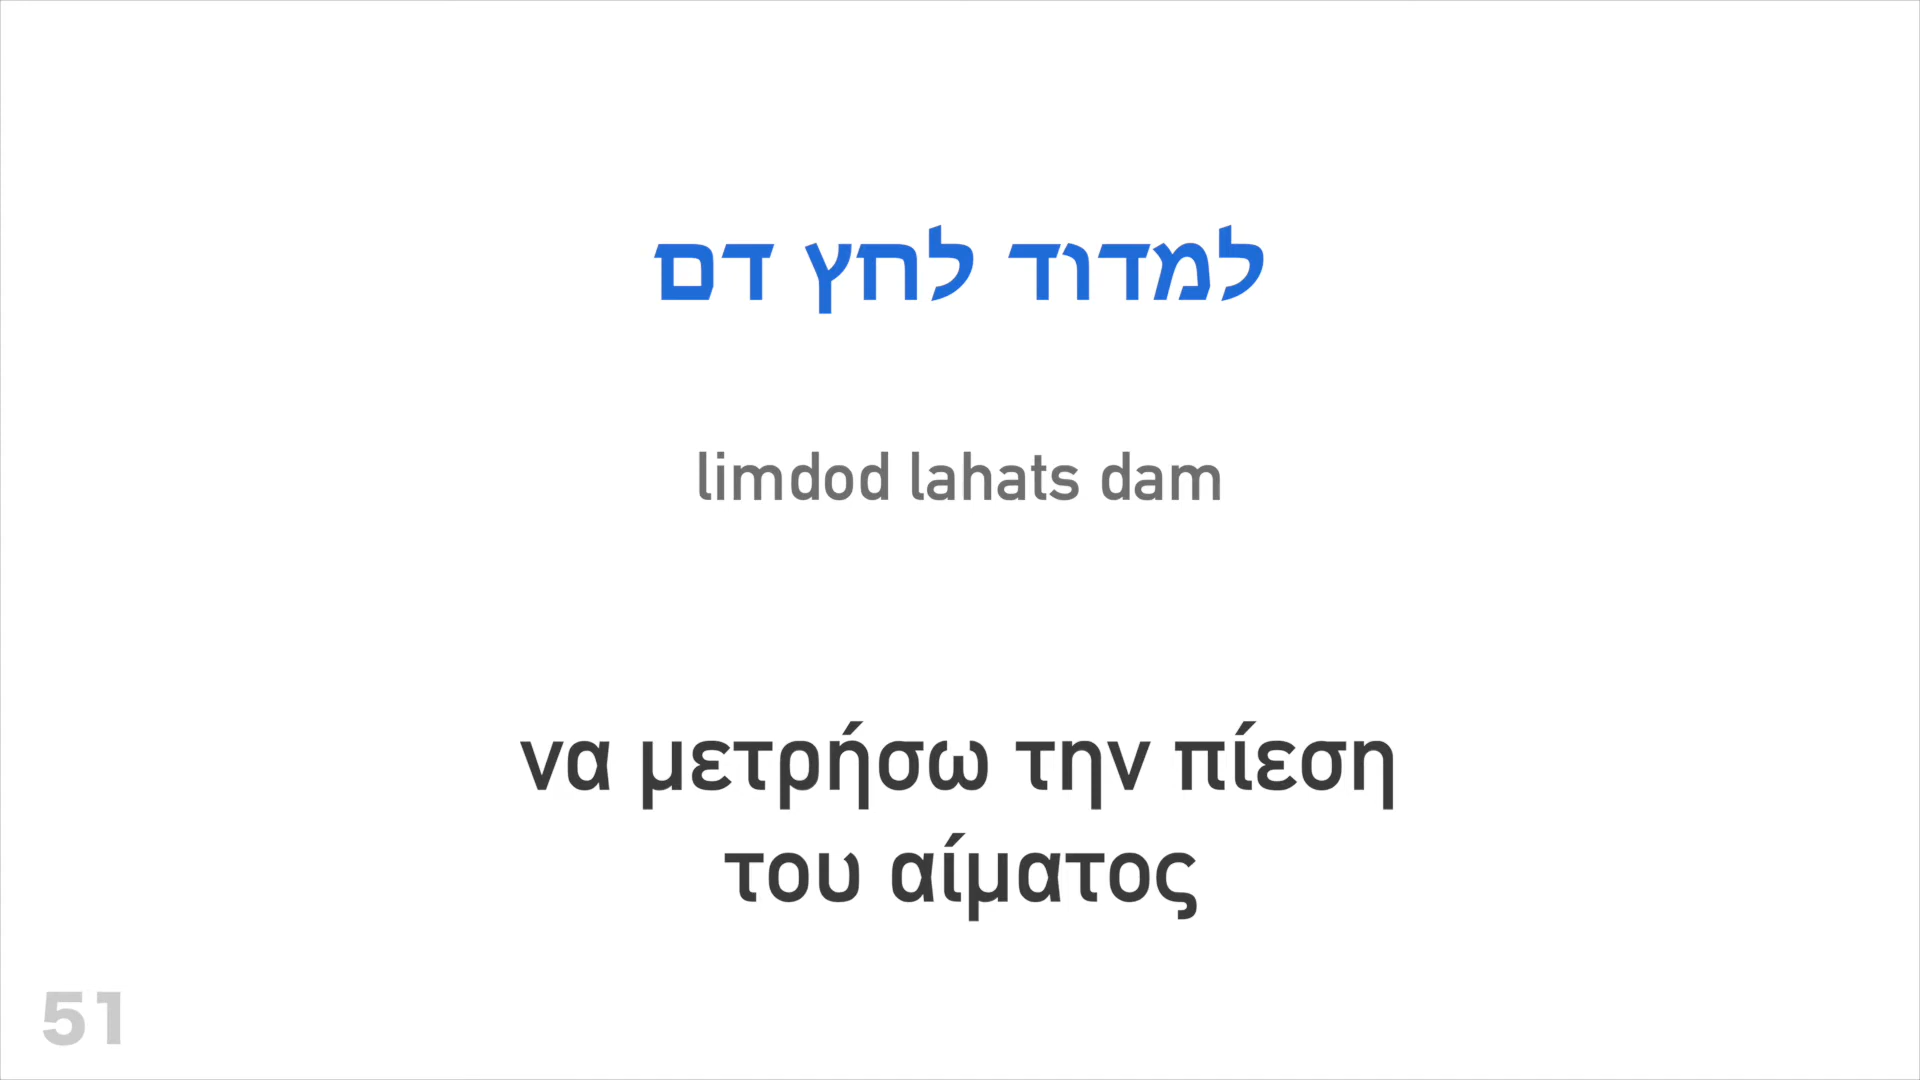 למדוד לחץ דם
limdod lahats dam
να μετρήσω την πίεση
του αίματος
51